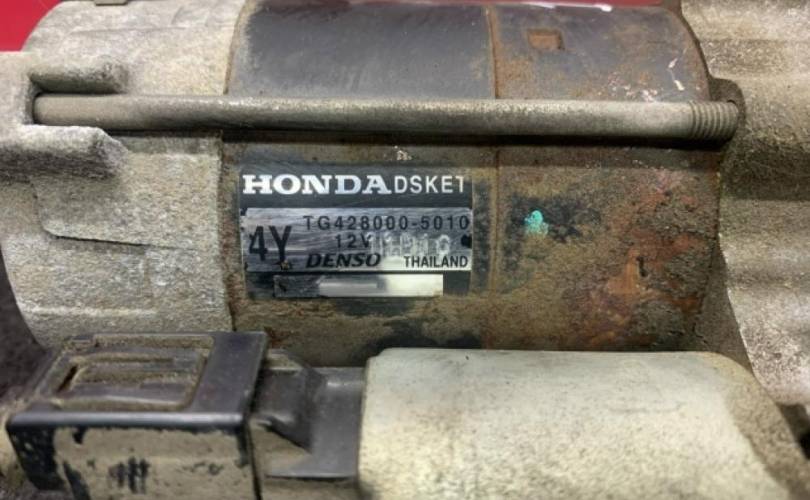 HONDA DSKET
TG428000-5010
4Y 12V
DENSO THAILAND